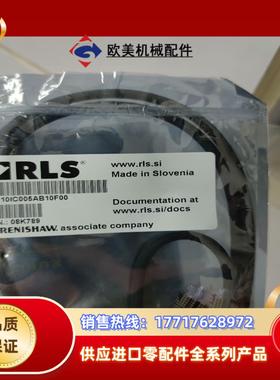 欧美机械配件
RLS
www.rls.si
Made in Slovenia
10IC005AB10F00
.N.: 08K789
Documentation at
www.rls.si/docs
RENISHAW. associate company
品质
保证
销售热线：17717628972
供应进口零配件全系列产品